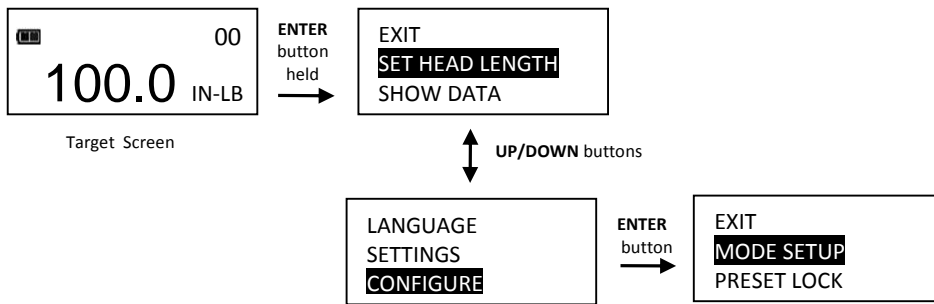 00
100.0 IN-LB
Target Screen
ENTER
button
held
EXIT
SET HEAD LENGTH
SHOW DATA
UP/DOWN buttons
LANGUAGE
SETTINGS
CONFIGURE
ENTER
button
EXIT
MODE SETUP
PRESET LOCK